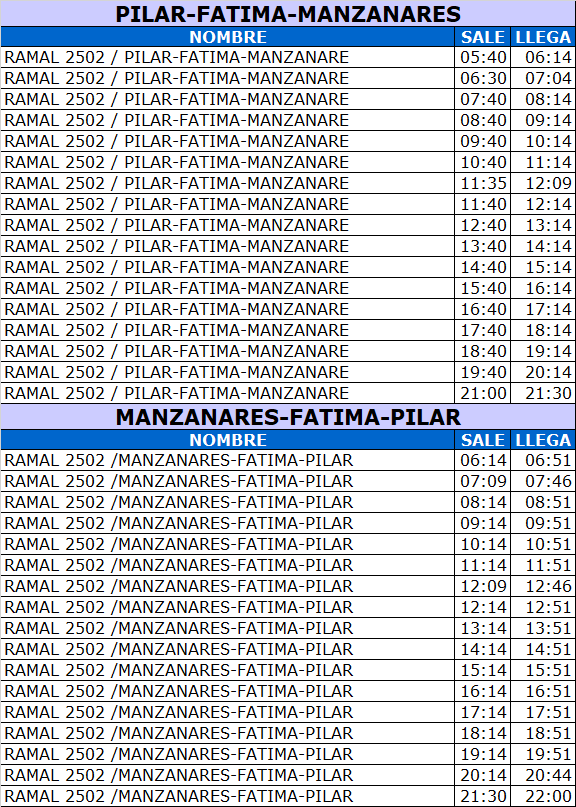 PILAR-FATIMA-MANZANARES
NOMBRE SALE LLEGA
RAMAL 2502 / PILAR-FATIMA-MANZANARE 05:40 06:14
RAMAL 2502 / PILAR-FATIMA-MANZANARE 06:30 07:04
RAMAL 2502 / PILAR-FATIMA-MANZANARE 07:40 08:14
RAMAL 2502 / PILAR-FATIMA-MANZANARE 08:40 09:14
RAMAL 2502 / PILAR-FATIMA-MANZANARE 09:40 10:14
RAMAL 2502 / PILAR-FATIMA-MANZANARE 10:40 11:14
RAMAL 2502 / PILAR-FATIMA-MANZANARE 11:35 12:09
RAMAL 2502 / PILAR-FATIMA-MANZANARE 11:40 12:14
RAMAL 2502 / PILAR-FATIMA-MANZANARE 12:40 13:14
RAMAL 2502 / PILAR-FATIMA-MANZANARE 13:40 14:14
RAMAL 2502 / PILAR-FATIMA-MANZANARE 14:40 15:14
RAMAL 2502 / PILAR-FATIMA-MANZANARE 15:40 16:14
RAMAL 2502 / PILAR-FATIMA-MANZANARE 16:40 17:14
RAMAL 2502 / PILAR-FATIMA-MANZANARE 17:40 18:14
RAMAL 2502 / PILAR-FATIMA-MANZANARE 18:40 19:14
RAMAL 2502 / PILAR-FATIMA-MANZANARE 19:40 20:14
RAMAL 2502 / PILAR-FATIMA-MANZANARE 21:00 21:30
MANZANARES-FATIMA-PILAR
NOMBRE SALE LLEGA
RAMAL 2502 /MANZANARES-FATIMA-PILAR 06:14 06:51
RAMAL 2502 /MANZANARES-FATIMA-PILAR 07:09 07:46
RAMAL 2502 /MANZANARES-FATIMA-PILAR 08:14 08:51
RAMAL 2502 /MANZANARES-FATIMA-PILAR 09:14 09:51
RAMAL 2502 /MANZANARES-FATIMA-PILAR 10:14 10:51
RAMAL 2502 /MANZANARES-FATIMA-PILAR 11:14 11:51
RAMAL 2502 /MANZANARES-FATIMA-PILAR 12:09 12:46
RAMAL 2502 /MANZANARES-FATIMA-PILAR 12:14 12:51
RAMAL 2502 /MANZANARES-FATIMA-PILAR 13:14 13:51
RAMAL 2502 /MANZANARES-FATIMA-PILAR 14:14 14:51
RAMAL 2502 /MANZANARES-FATIMA-PILAR 15:14 15:51
RAMAL 2502 /MANZANARES-FATIMA-PILAR 16:14 16:51
RAMAL 2502 /MANZANARES-FATIMA-PILAR 17:14 17:51
RAMAL 2502 /MANZANARES-FATIMA-PILAR 18:14 18:51
RAMAL 2502 /MANZANARES-FATIMA-PILAR 19:14 19:51
RAMAL 2502 /MANZANARES-FATIMA-PILAR 20:14 20:44
RAMAL 2502 /MANZANARES-FATIMA-PILAR 21:30 22:00